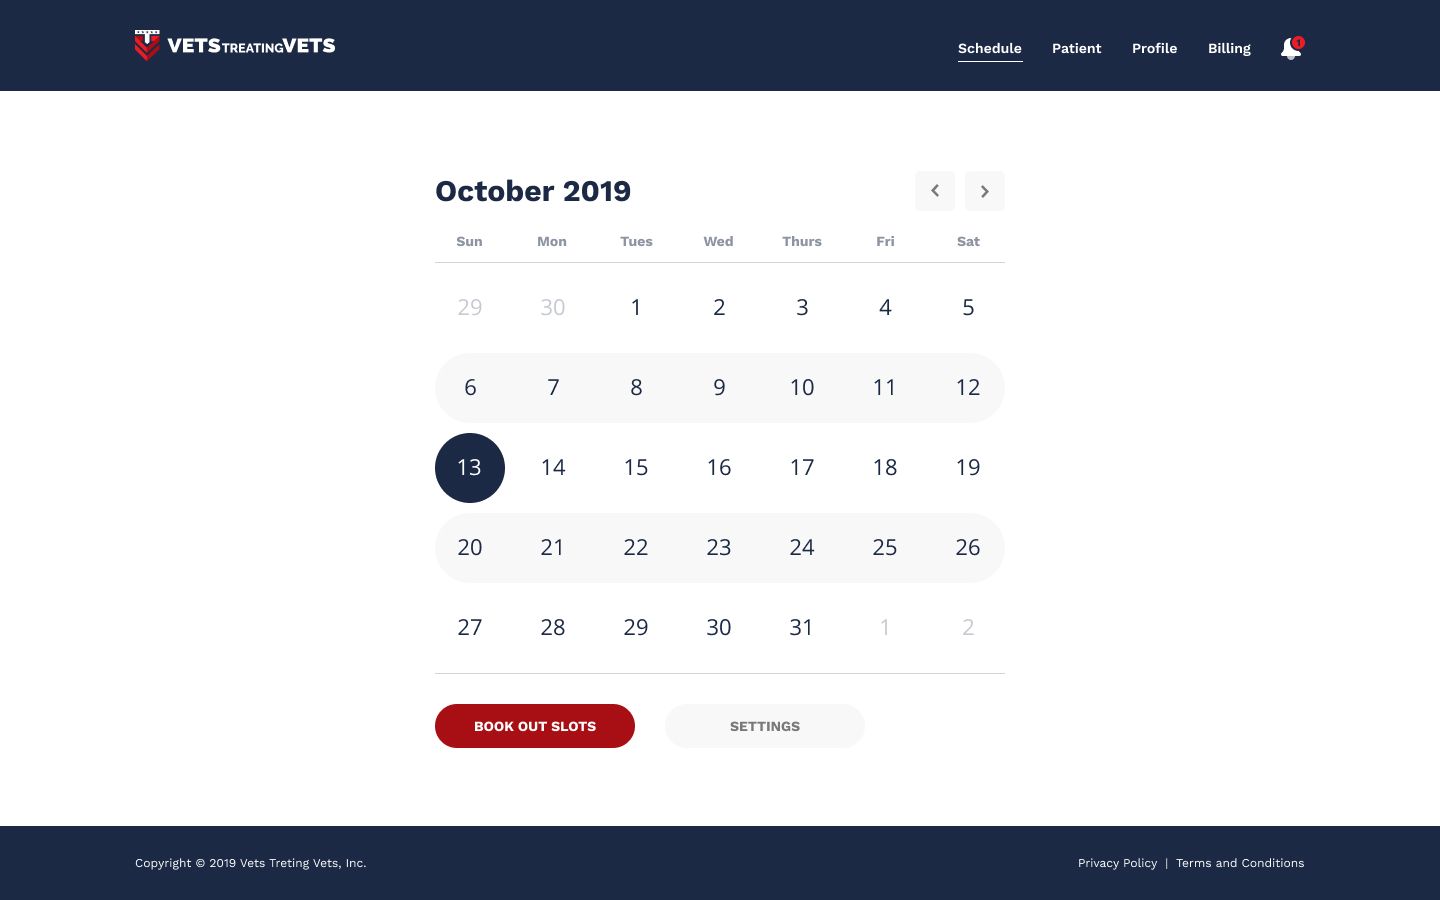 VETSTREATINGVETS
Schedule Patient Profile Billing 1
October 2019
Sun Mon Tues Wed Thurs Fri Sat
29 30 1 2 3 4 5
6 7 8 9 10 11 12
13 14 15 16 17 18 19
20 21 22 23 24 25 26
27 28 29 30 31 1 2
BOOK OUT SLOTS SETTINGS
Copyright © 2019 Vets Treting Vets, Inc. Privacy Policy | Terms and Conditions